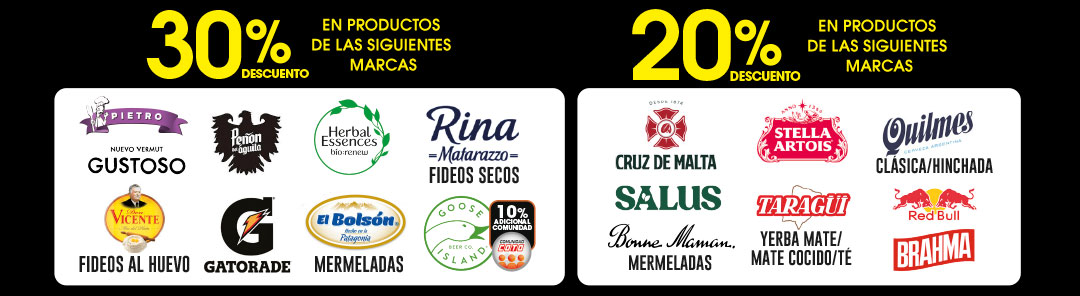 30%
DESCUENTO
EN PRODUCTOS
DE LAS SIGUIENTES
MARCAS
PIETRO
NUEVO VERMUT
GUSTOSO
Peñón
del águila
Herbal
Essences
bio:renew
Rina
Matarazzo
FIDEOS SECOS
Don
VICENTE
FIDEOS AL HUEVO
G
GATORADE
El Bolsón
Hecho en la
Patagonia
MERMELADAS
GOOSE
BEER CO.
ISLAND
10%
ADICIONAL
COMUNIDAD
COMUNIDAD
COTO
20%
DESCUENTO
EN PRODUCTOS
DE LAS SIGUIENTES
MARCAS
DESDE 1874
CRUZ DE MALTA
ANNO 1366
STELLA
ARTOIS
Quilmes
CERVEZA ARGENTINA
CLÁSICA/HINCHADA
SALUS
TARAGÜI
Red Bull
Bonne Maman.
MERMELADAS
YERBA MATE/
MATE COCIDO/TÉ
BRAHMA